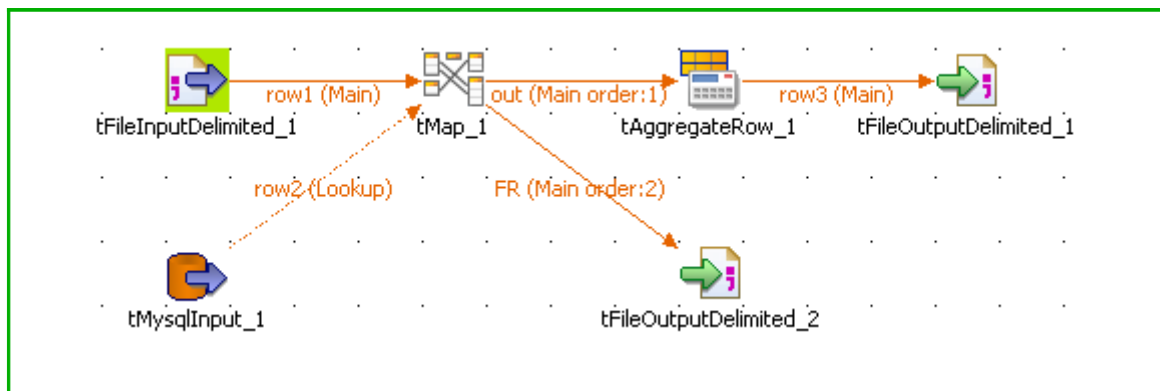 row1 (Main)
out (Main order:1)
row3 (Main)
tFileInputDelimited_1
tMap_1
tAggregateRow_1
tFileOutputDelimited_1
row2 (Lookup)
FR (Main order:2)
tMysqlInput_1
tFileOutputDelimited_2